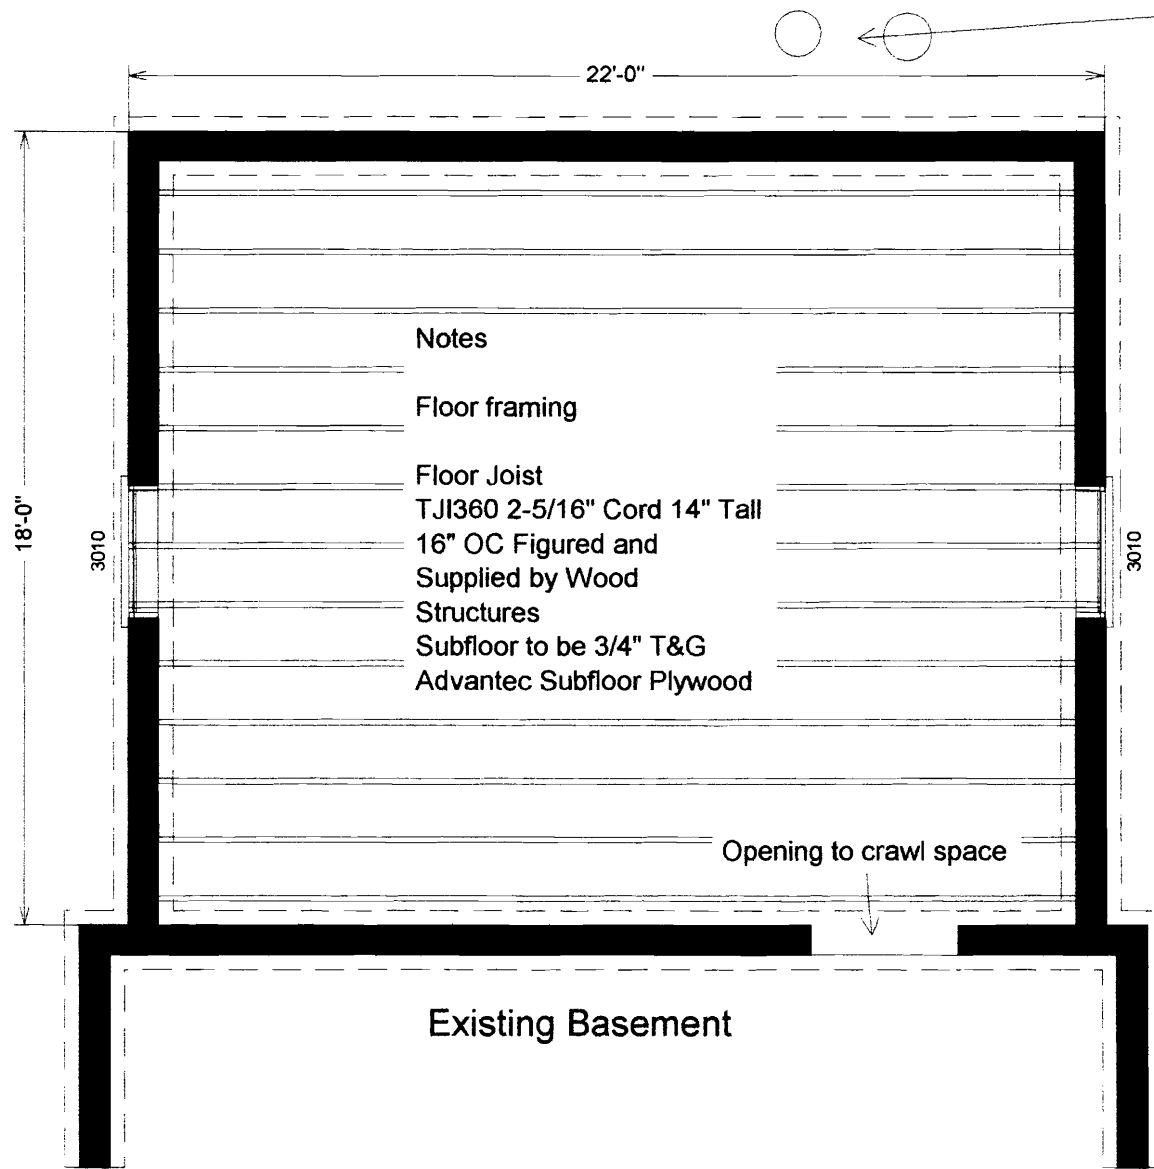 22'-0"
18'-0"
3010
3010
Notes
Floor framing
Floor Joist
TJI360 2-5/16" Cord 14" Tall
16" OC Figured and
Supplied by Wood
Structures
Subfloor to be 3/4" T&G
Advantec Subfloor Plywood
Opening to crawl space
Existing Basement